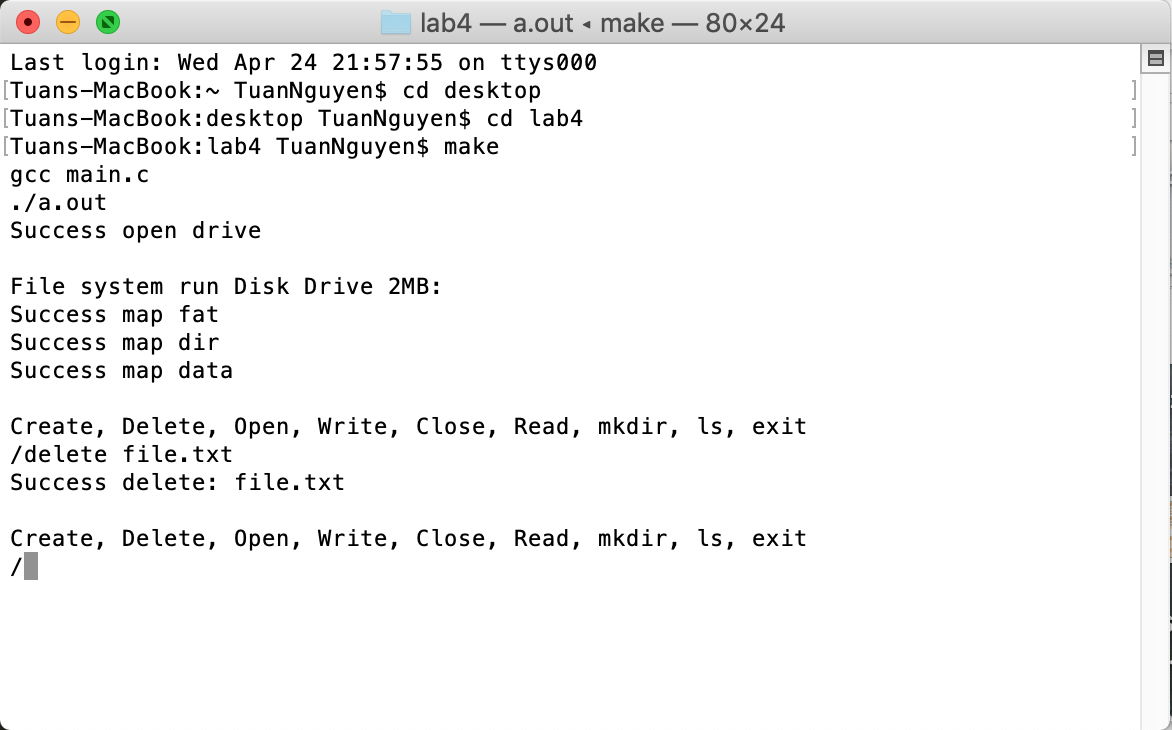 lab4 — a.out ◂ make — 80×24
Last login: Wed Apr 24 21:57:55 on ttys000
[Tuans-MacBook:~ TuanNguyen$ cd desktop ]
[Tuans-MacBook:desktop TuanNguyen$ cd lab4 ]
[Tuans-MacBook:lab4 TuanNguyen$ make ]
gcc main.c
./a.out
Success open drive

File system run Disk Drive 2MB:
Success map fat
Success map dir
Success map data

Create, Delete, Open, Write, Close, Read, mkdir, ls, exit
/delete file.txt
Success delete: file.txt

Create, Delete, Open, Write, Close, Read, mkdir, ls, exit
/